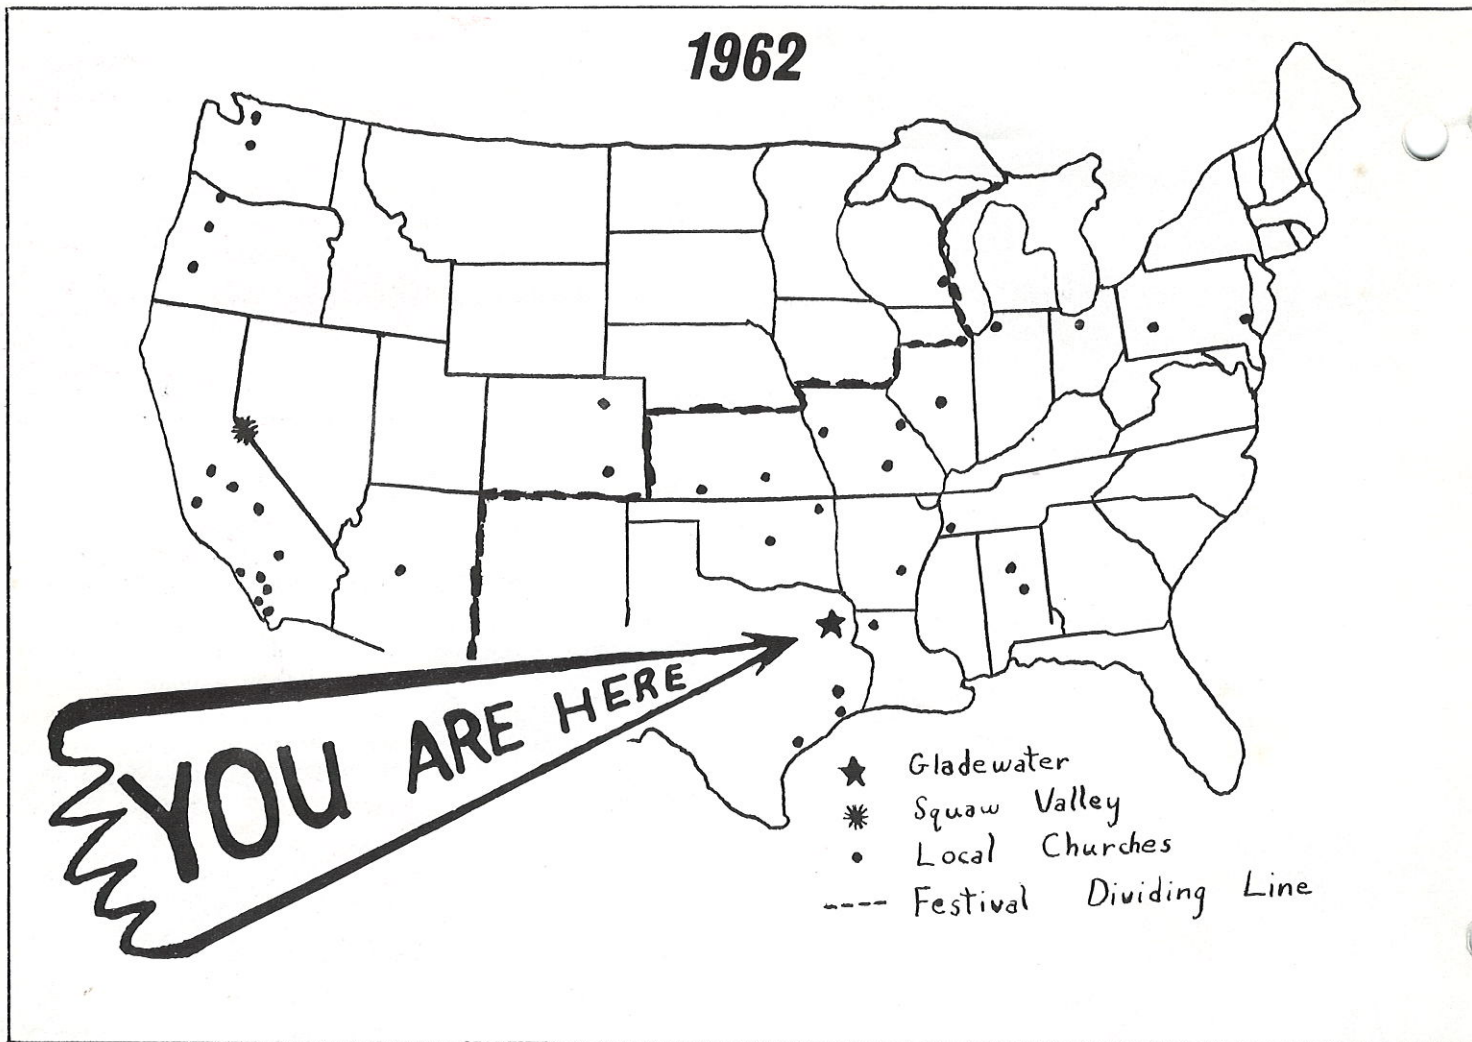 1962
YOU ARE HERE
Gladewater
Squaw Valley
Local Churches
Festival Dividing Line